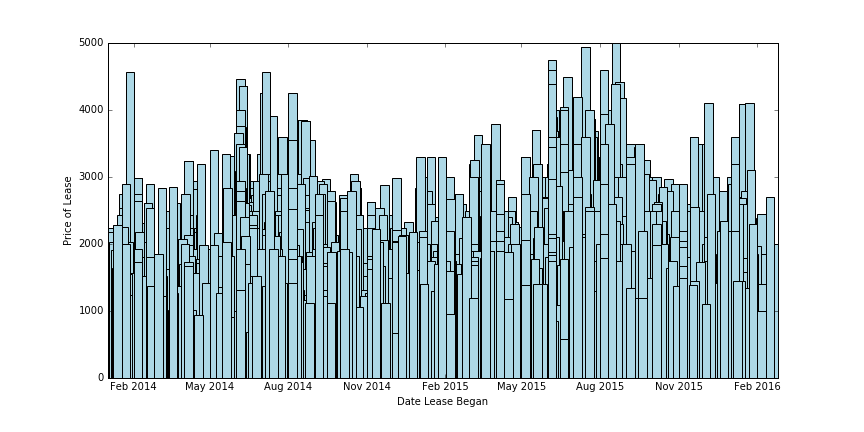 5000
4000
3000
2000
1000
0
Price of Lease
Feb 2014 May 2014 Aug 2014 Nov 2014 Feb 2015 May 2015 Aug 2015 Nov 2015 Feb 2016
Date Lease Began